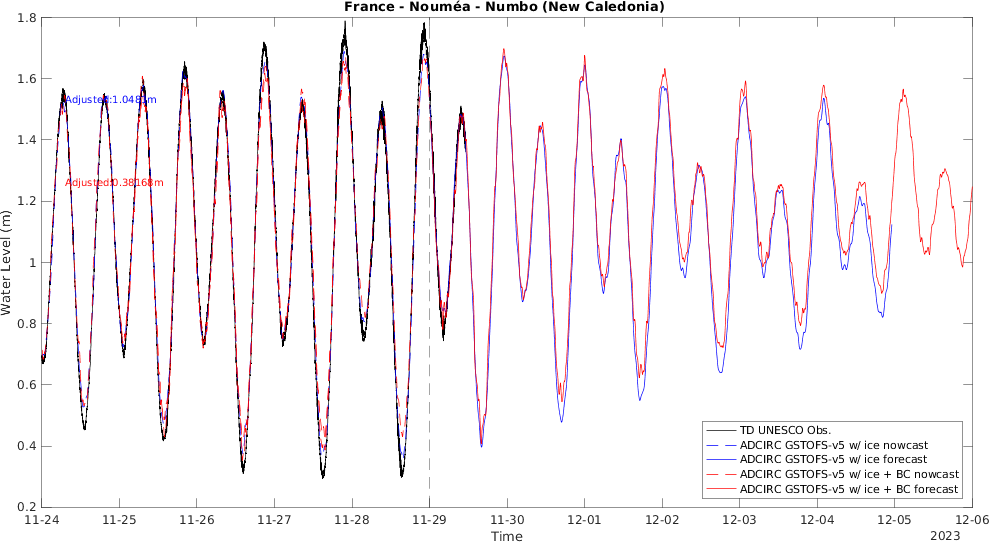 France - Nouméa - Numbo (New Caledonia)
1.8
1.6
1.4
1.2
1
0.8
0.6
0.4
0.2
Water Level (m)
Adjusted:0.38168m
TD UNESCO Obs.
ADCIRC GSTOFS-v5 w/ ice nowcast
ADCIRC GSTOFS-v5 w/ ice forecast
ADCIRC GSTOFS-v5 w/ ice + BC nowcast
ADCIRC GSTOFS-v5 w/ ice + BC forecast
11-24 11-25 11-26 11-27 11-28 11-29 11-30 12-01 12-02 12-03 12-04 12-05 12-06
Time
2023